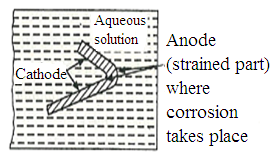 Aqueous
solution
Cathode
Anode
(strained part)
where
corrosion
takes place